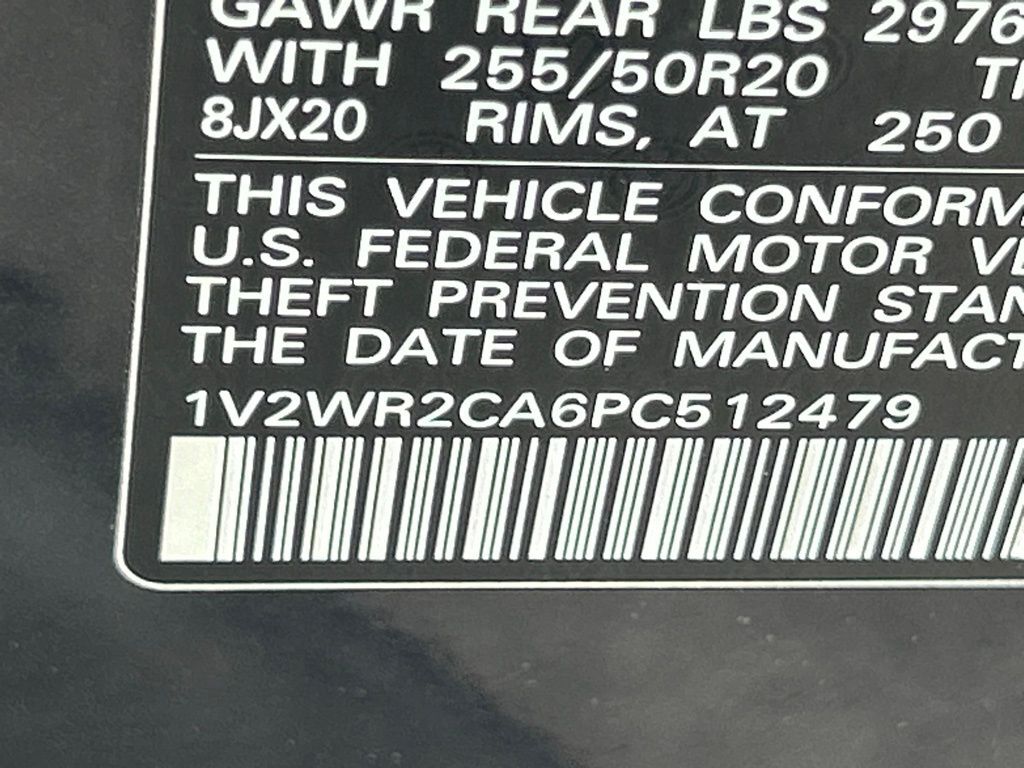 GAWR REAR LBS 2976
WITH 255/50R20
8JX20 RIMS, AT 250
THIS VEHICLE CONFORM
U.S. FEDERAL MOTOR VE
THEFT PREVENTION STAN
THE DATE OF MANUFACT
1V2WR2CA6PC512479